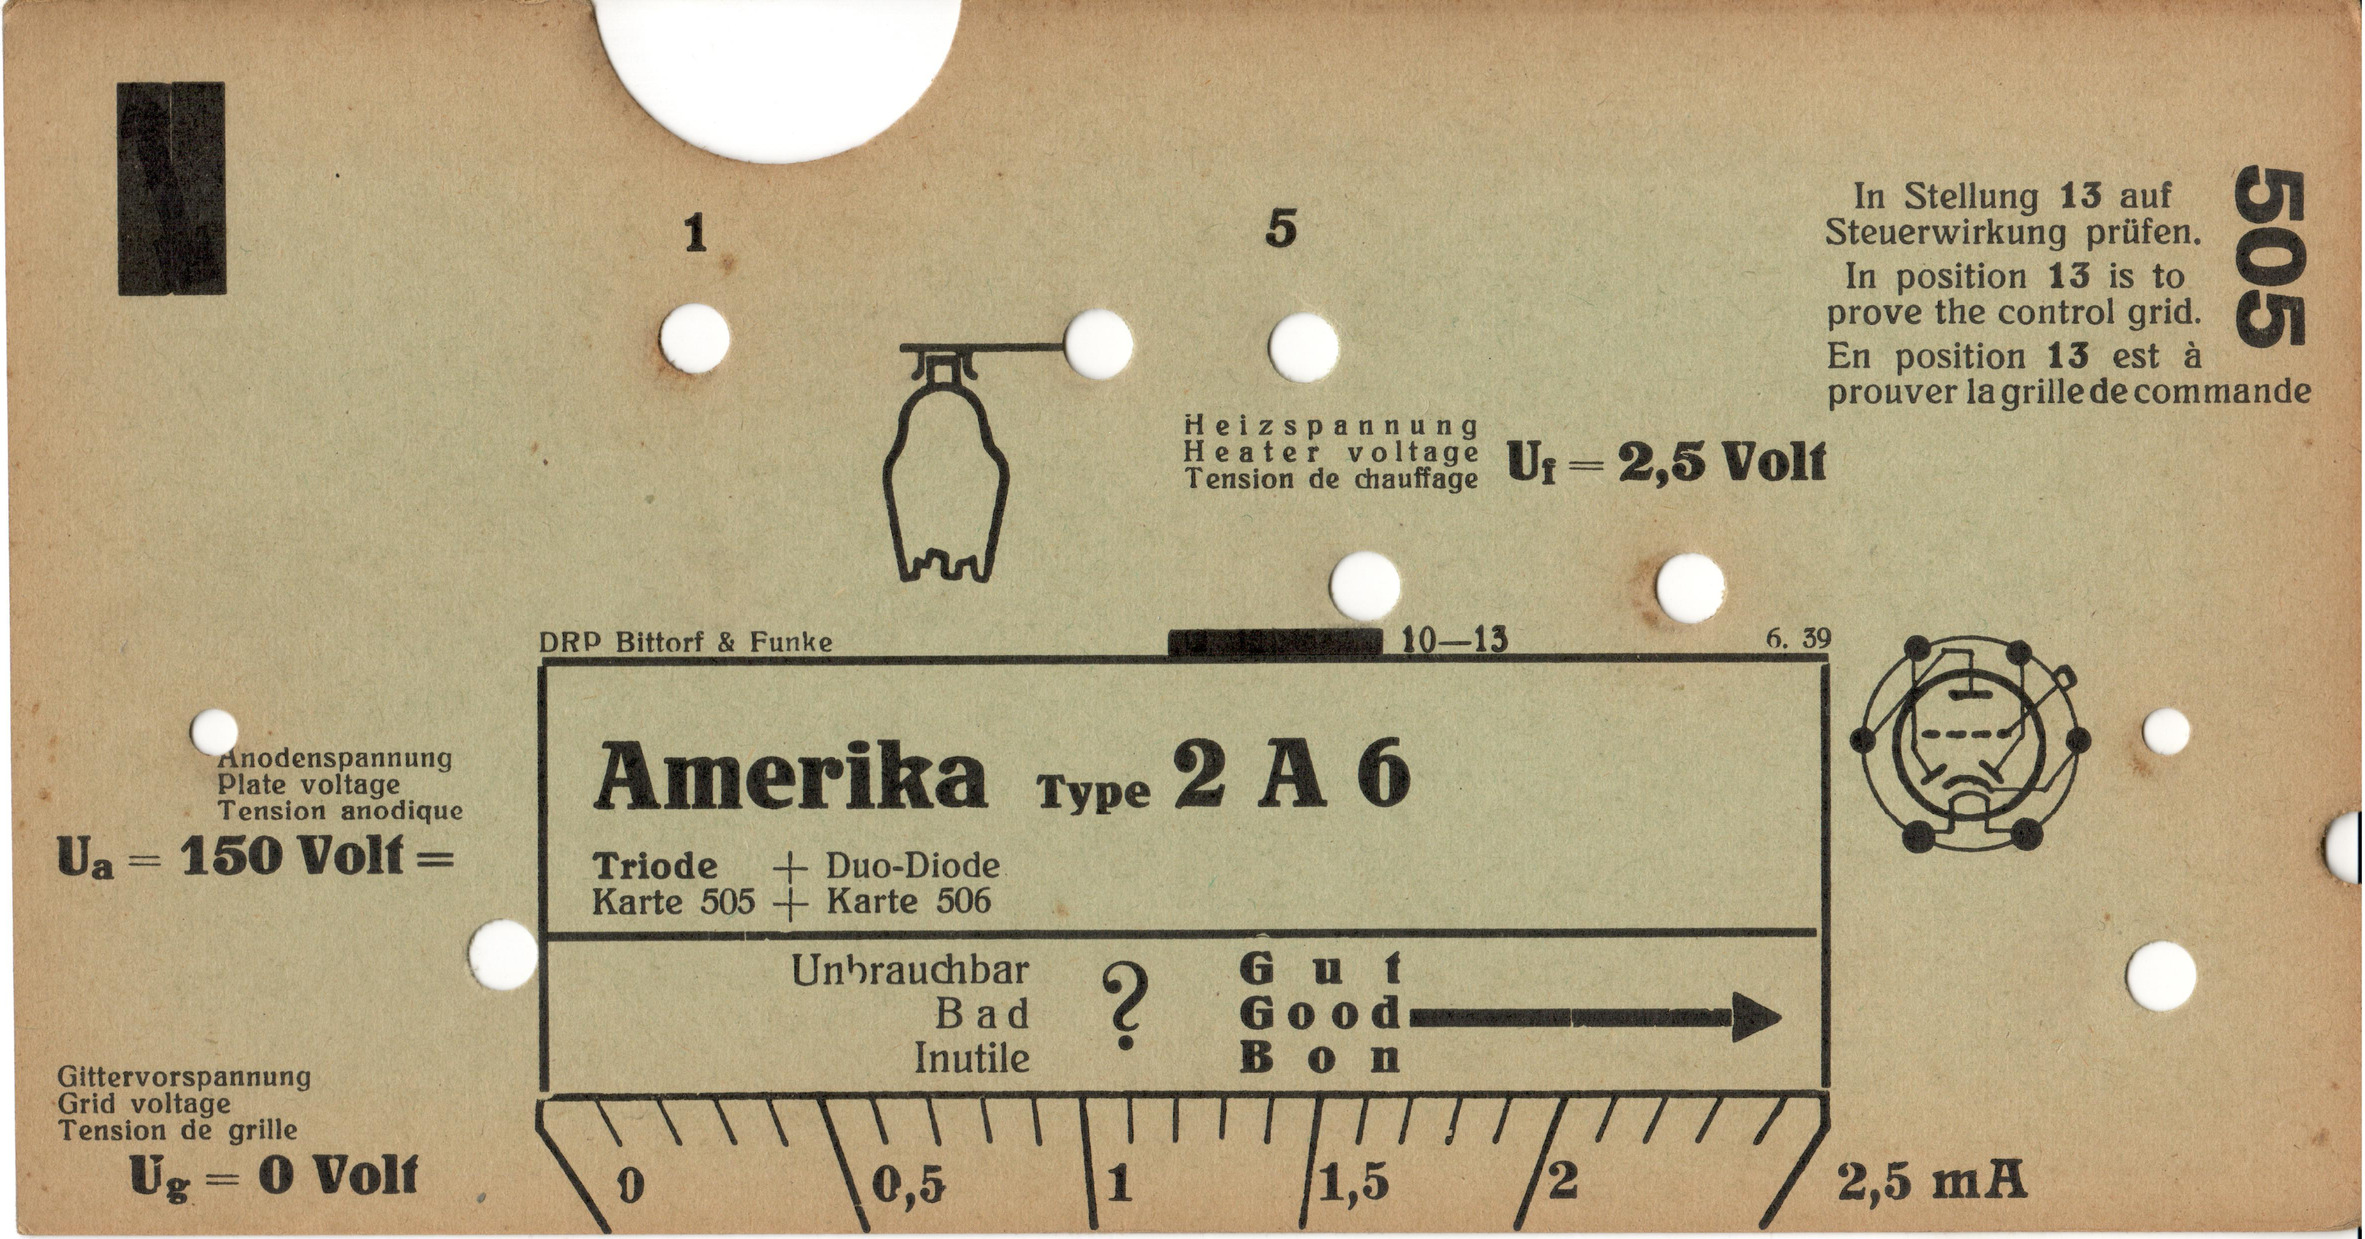 1
5
505
In Stellung 13 auf
Steuerwirkung prüfen.
In position 13 is to
prove the control grid.
En position 13 est à
prouver la grille de commande
Heizspannung
Heater voltage
Tension de chauffage
Uf = 2,5 Volt
DRP Bittorf & Funke
10—13
6. 39
Anodenspannung
Plate voltage
Tension anodique
Ua = 150 Volt =
Amerika Type 2 A 6
Triode + Duo-Diode
Karte 505 + Karte 506
Unbrauchbar
Bad
Inutile
?
Gut
Good
Bon
Gittervorspannung
Grid voltage
Tension de grille
Ug = 0 Volt
0 0,5 1 1,5 2 2,5 mA